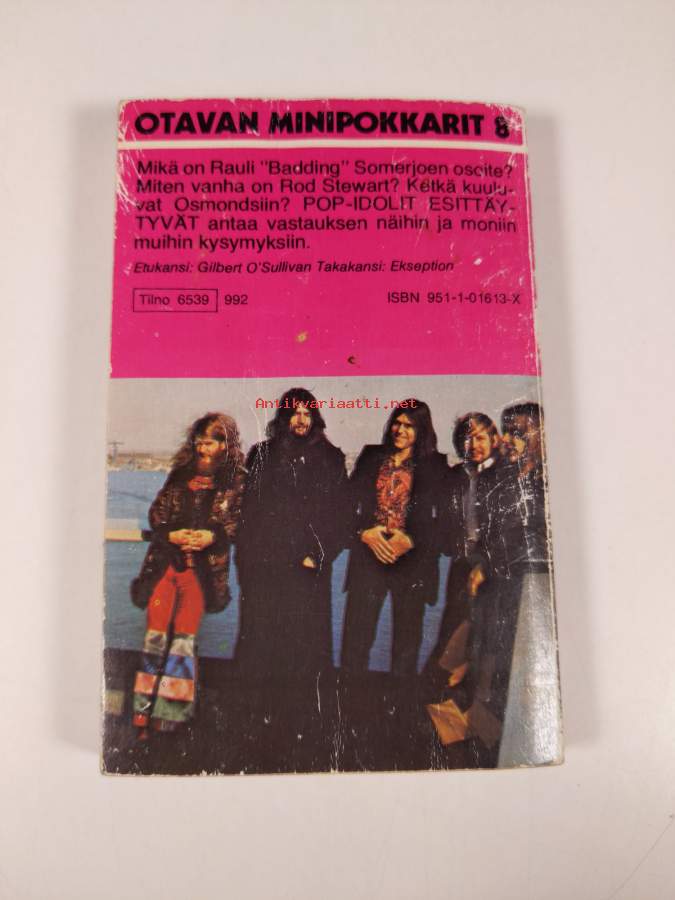 OTAVAN MINIPOKKARIT 8
Mikä on Rauli "Badding" Somerjoen osoite?
Miten vanha on Rod Stewart? Ketkä kuulu-
vat Osmondsiin? POP-IDOLIT ESITTÄY-
TYVÄT antaa vastauksen näihin ja moniin
muihin kysymyksiin.
Etukansi: Gilbert O'Sullivan Takakansi: Ekseption
Tilno 6539 992 ISBN 951-1-01613-X
Antikvariaatti.net